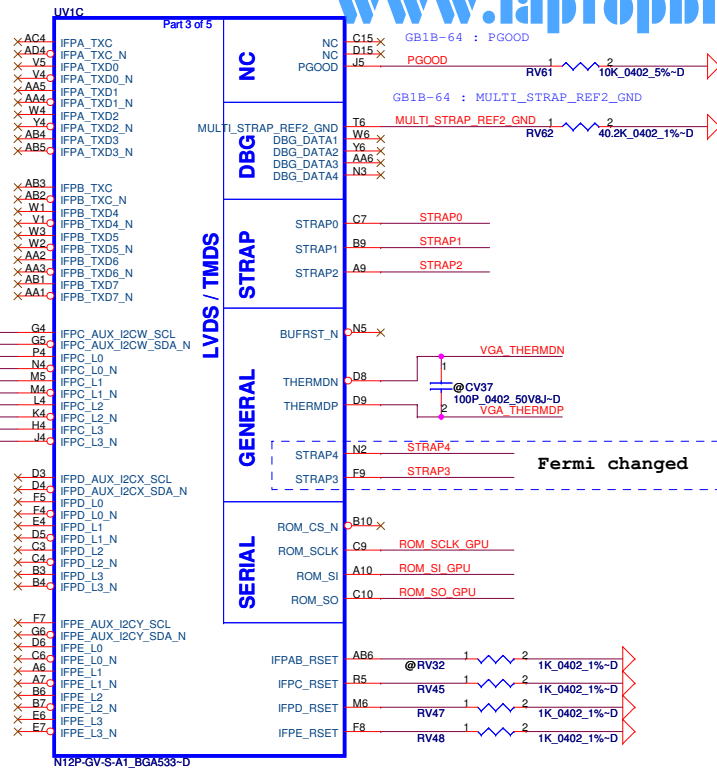 www.laptopbl
UV1C
Part 3 of 5
AC4 IFPA_TXC
AD4 IFPA_TXC_N
V5 IFPA_TXD0
V4 IFPA_TXD0_N
AA5 IFPA_TXD1
AA4 IFPA_TXD1_N
W4 IFPA_TXD2
Y4 IFPA_TXD2_N
AB4 IFPA_TXD3
AB5 IFPA_TXD3_N
AB3 IFPB_TXC
AB2 IFPB_TXC_N
W1 IFPB_TXD4
V1 IFPB_TXD4_N
W3 IFPB_TXD5
W2 IFPB_TXD5_N
AA2 IFPB_TXD6
AA3 IFPB_TXD6_N
AB1 IFPB_TXD7
AA1 IFPB_TXD7_N
G4 IFPC_AUX_I2CW_SCL
G5 IFPC_AUX_I2CW_SDA_N
P4 IFPC_L0
N4 IFPC_L0_N
M5 IFPC_L1
M4 IFPC_L1_N
L4 IFPC_L2
K4 IFPC_L2_N
H4 IFPC_L3
J4 IFPC_L3_N
D3 IFPD_AUX_I2CX_SCL
D4 IFPD_AUX_I2CX_SDA_N
F5 IFPD_L0
F4 IFPD_L0_N
E4 IFPD_L1
D5 IFPD_L1_N
C3 IFPD_L2
C4 IFPD_L2_N
B3 IFPD_L3
B4 IFPD_L3_N
F7 IFPE_AUX_I2CY_SCL
G6 IFPE_AUX_I2CY_SDA_N
D6 IFPE_L0
C6 IFPE_L0_N
A6 IFPE_L1
A7 IFPE_L1_N
B6 IFPE_L2
B7 IFPE_L2_N
E6 IFPE_L3
E7 IFPE_L3_N
LVDS / TMDS
NC
NC C15 GB1B-64 : PGOOD
NC D15
PGOOD J5 PGOOD RV61 1 2 10K_0402_5%~D
DBG
GB1B-64 : MULTI_STRAP_REF2_GND
MULTI_STRAP_REF2_GND T6 MULTI_STRAP_REF2_GND RV62 1 2 40.2K_0402_1%~D
DBG_DATA1 W6
DBG_DATA2 Y6
DBG_DATA3 AA6
DBG_DATA4 N3
STRAP
STRAP0 C7 STRAP0
STRAP1 B9 STRAP1
STRAP2 A9 STRAP2
GENERAL
BUFRST_N N5
VGA_THERMDN
THERMDN D8
1 @CV37
100P_0402_50V8J~D
THERMDP D9
2 VGA_THERMDP
STRAP4 N2 STRAP4
Fermi changed
STRAP3 F9 STRAP3
SERIAL
ROM_CS_N B10
ROM_SCLK C9 ROM_SCLK_GPU
ROM_SI A10 ROM_SI_GPU
ROM_SO C10 ROM_SO_GPU
IFPAB_RSET AB6 @RV32 1 2 1K_0402_1%~D
IFPC_RSET R5 RV45 1 2 1K_0402_1%~D
IFPD_RSET M6 RV47 1 2 1K_0402_1%~D
IFPE_RSET F8 RV48 1 2 1K_0402_1%~D
N12P-GV-S-A1_BGA533~D